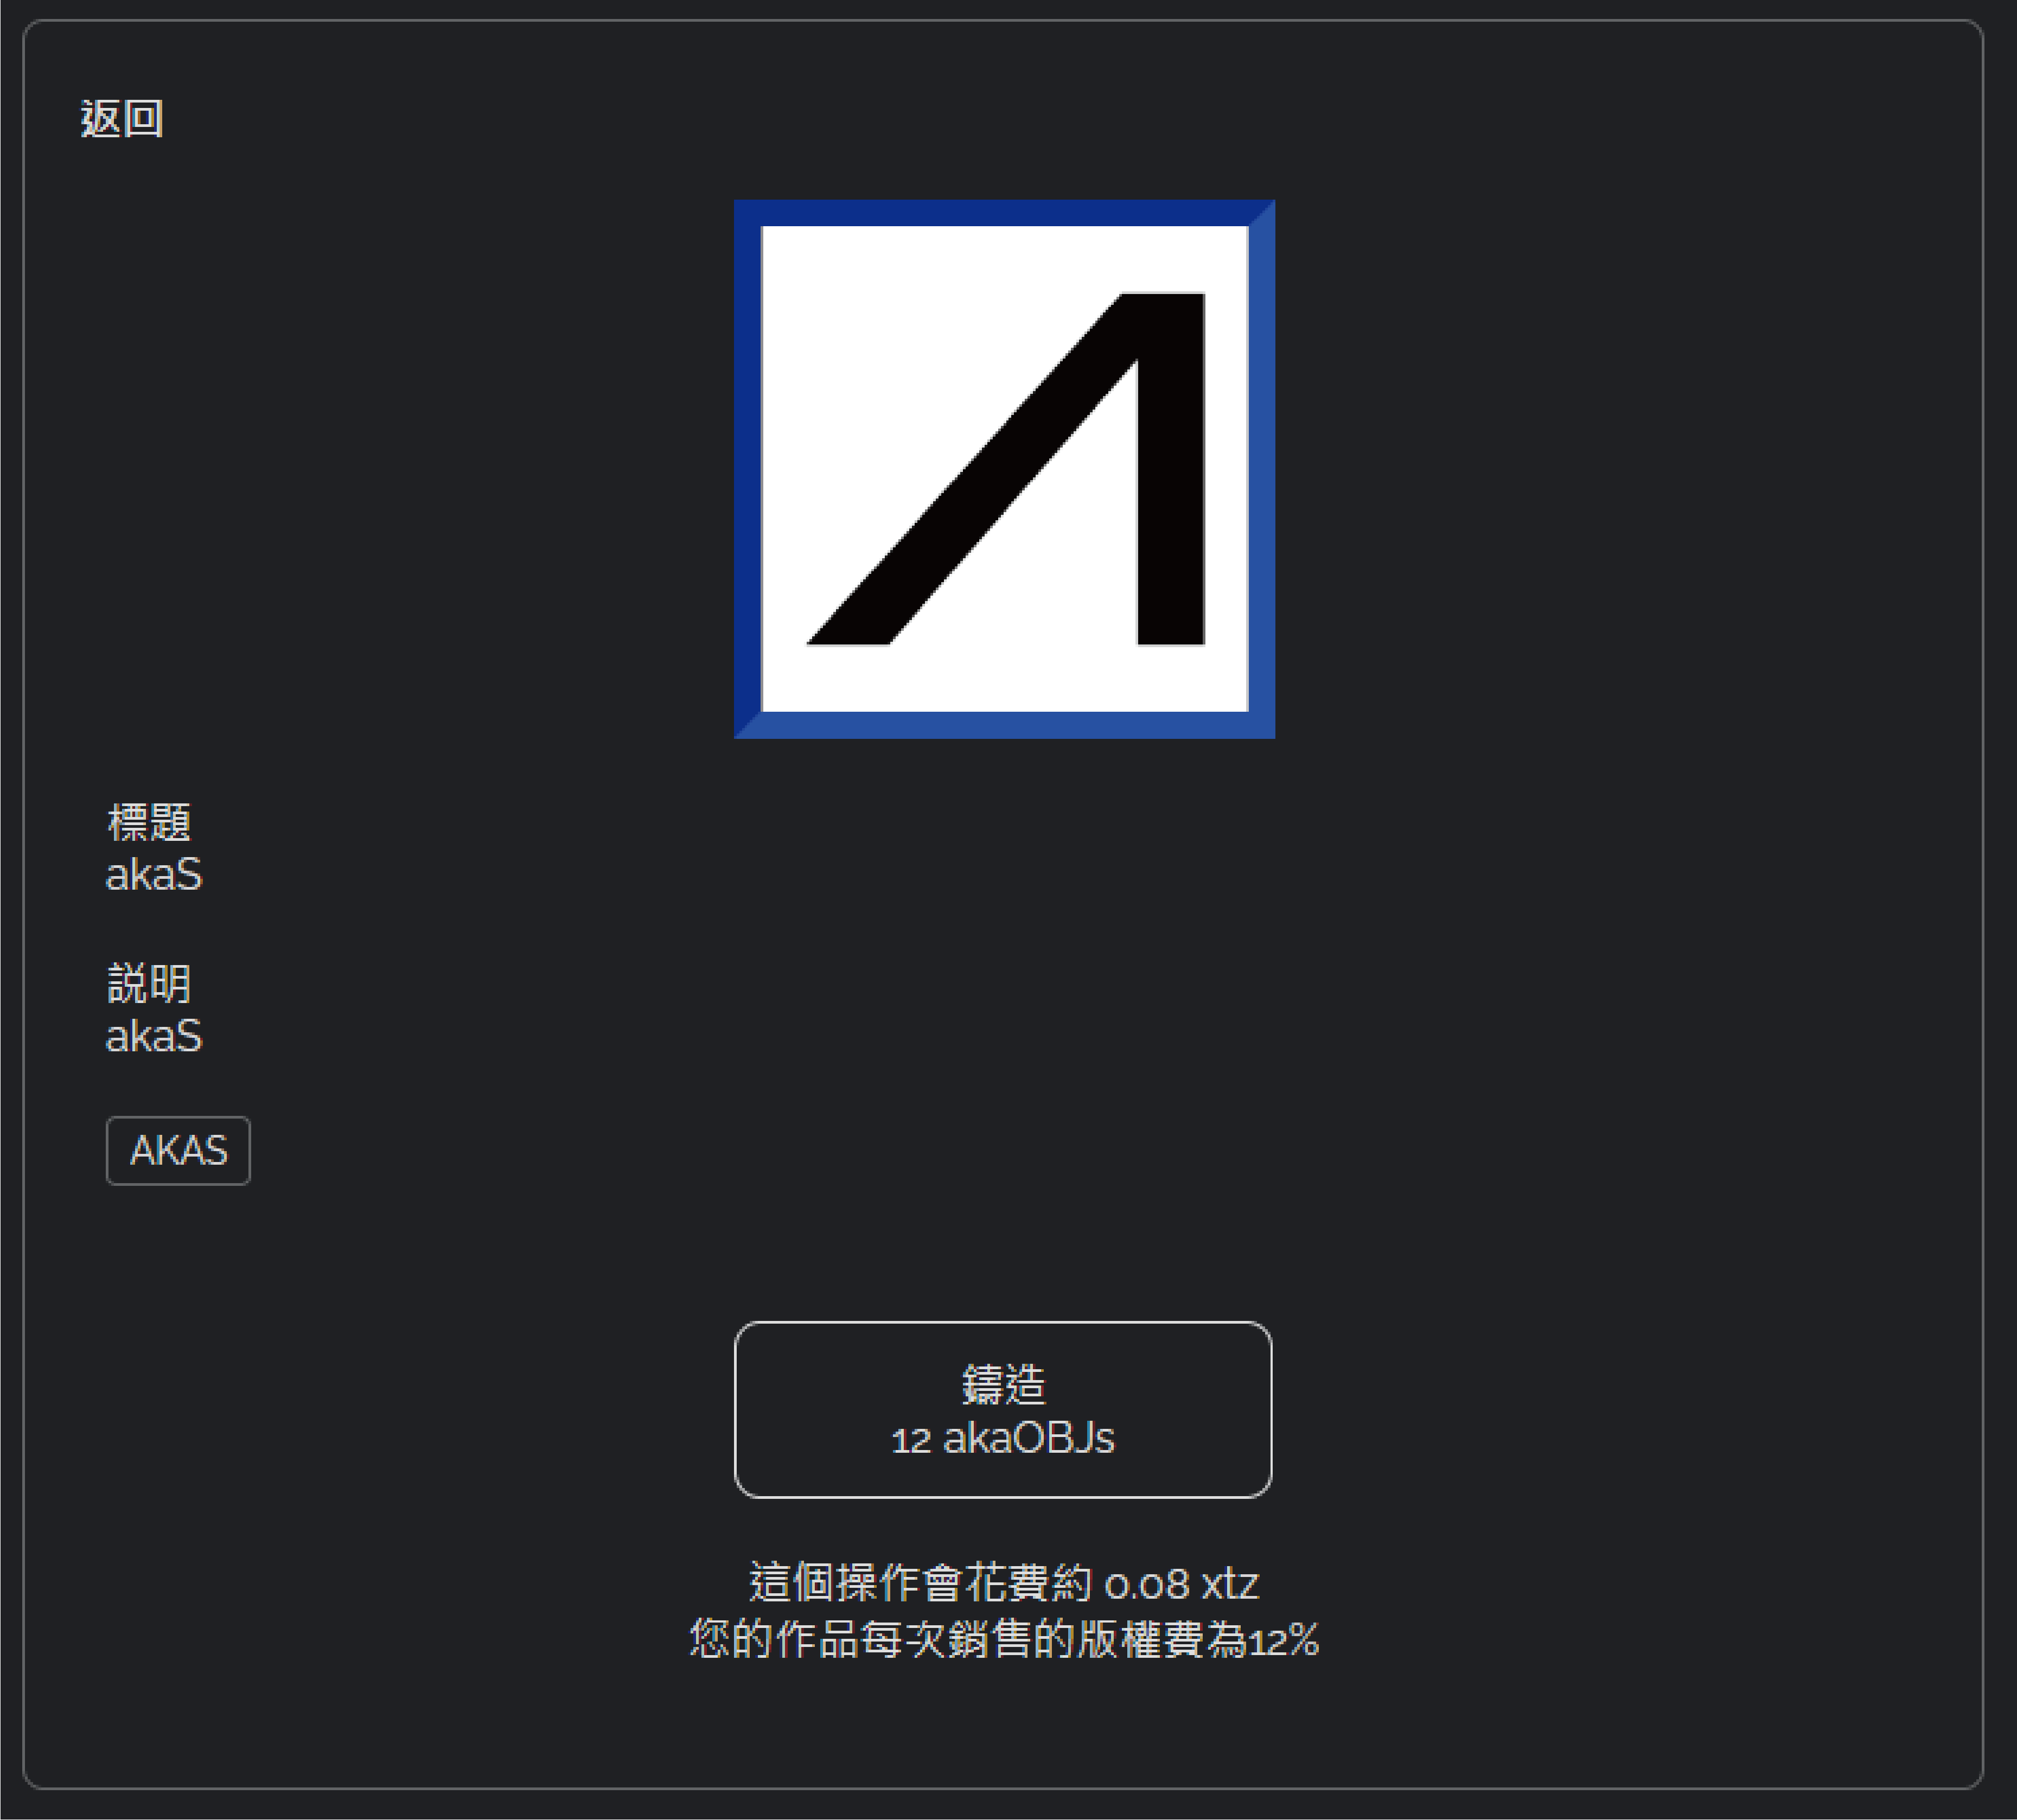 返回
標題
akaS
説明
akaS
AKAS
鑄造
12 akaOBJs
這個操作會花費約 0.08 xtz
您的作品每次銷售的版權費為12%